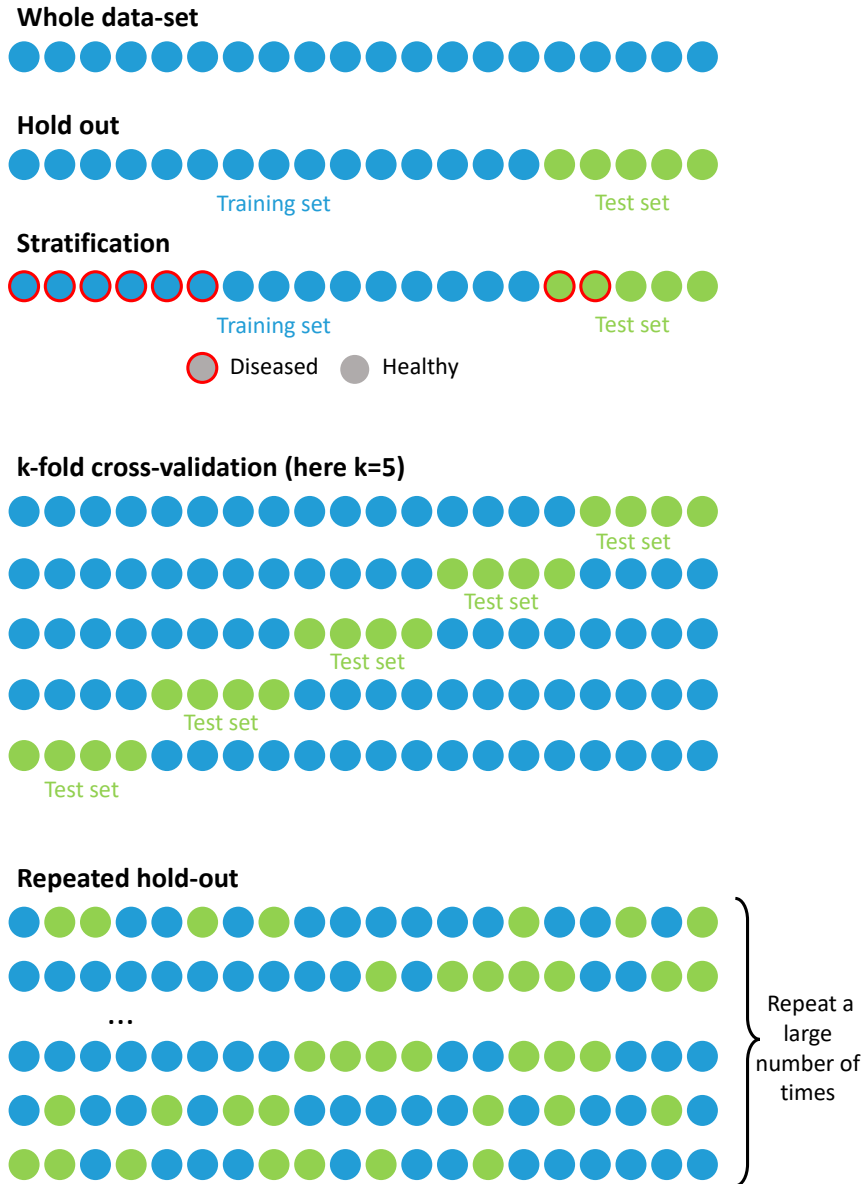 Whole data-set
Hold out
Training set
Test set
Stratification
Training set
Test set
Diseased
Healthy
k-fold cross-validation (here k=5)
Test set
Test set
Test set
Test set
Test set
Repeated hold-out
...
Repeat a
large
number of
times